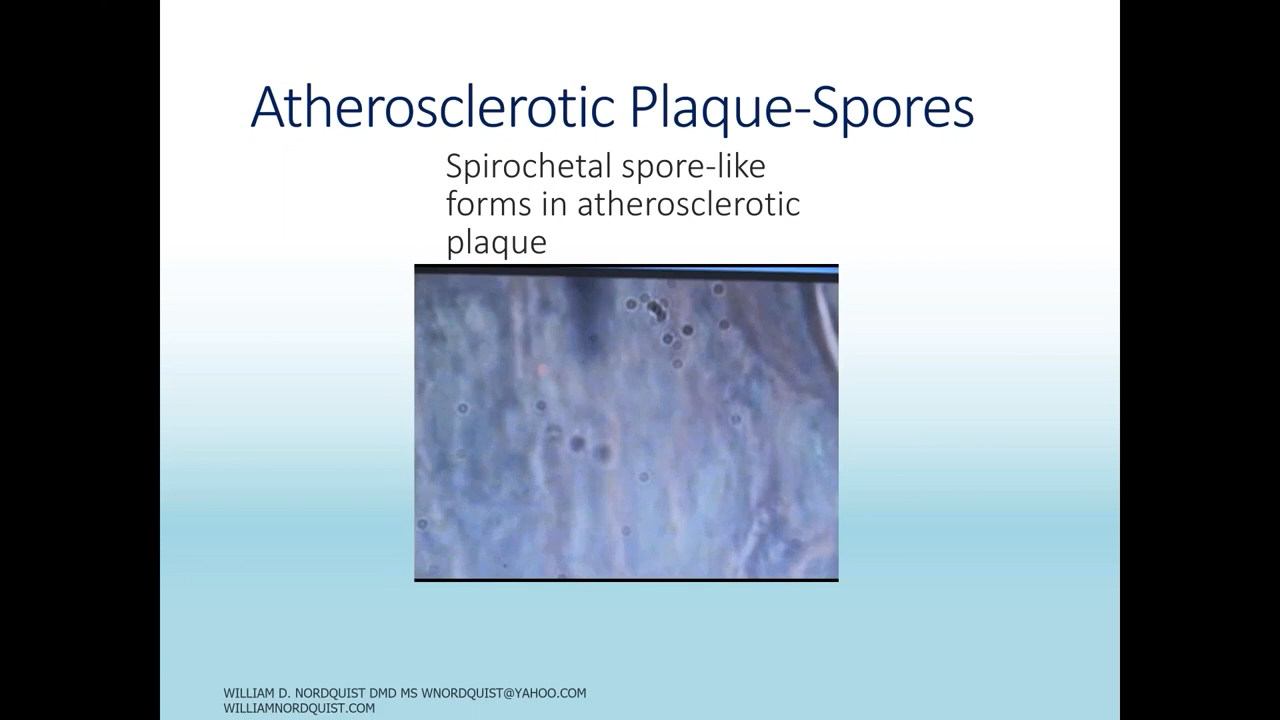 Atherosclerotic Plaque-Spores
Spirochetal spore-like
forms in atherosclerotic
plaque
WILLIAM D. NORDQUIST DMD MS WNORDQUIST@YAHOO.COM
WILLIAMNORDQUIST.COM